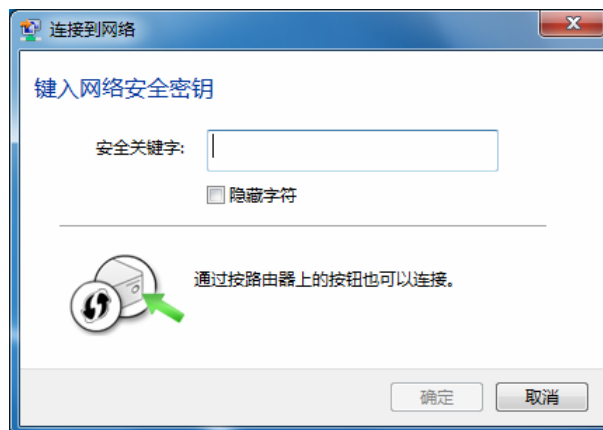 连接到网络
键入网络安全密钥
安全关键字:
隐藏字符
通过按路由器上的按钮也可以连接。
确定
取消